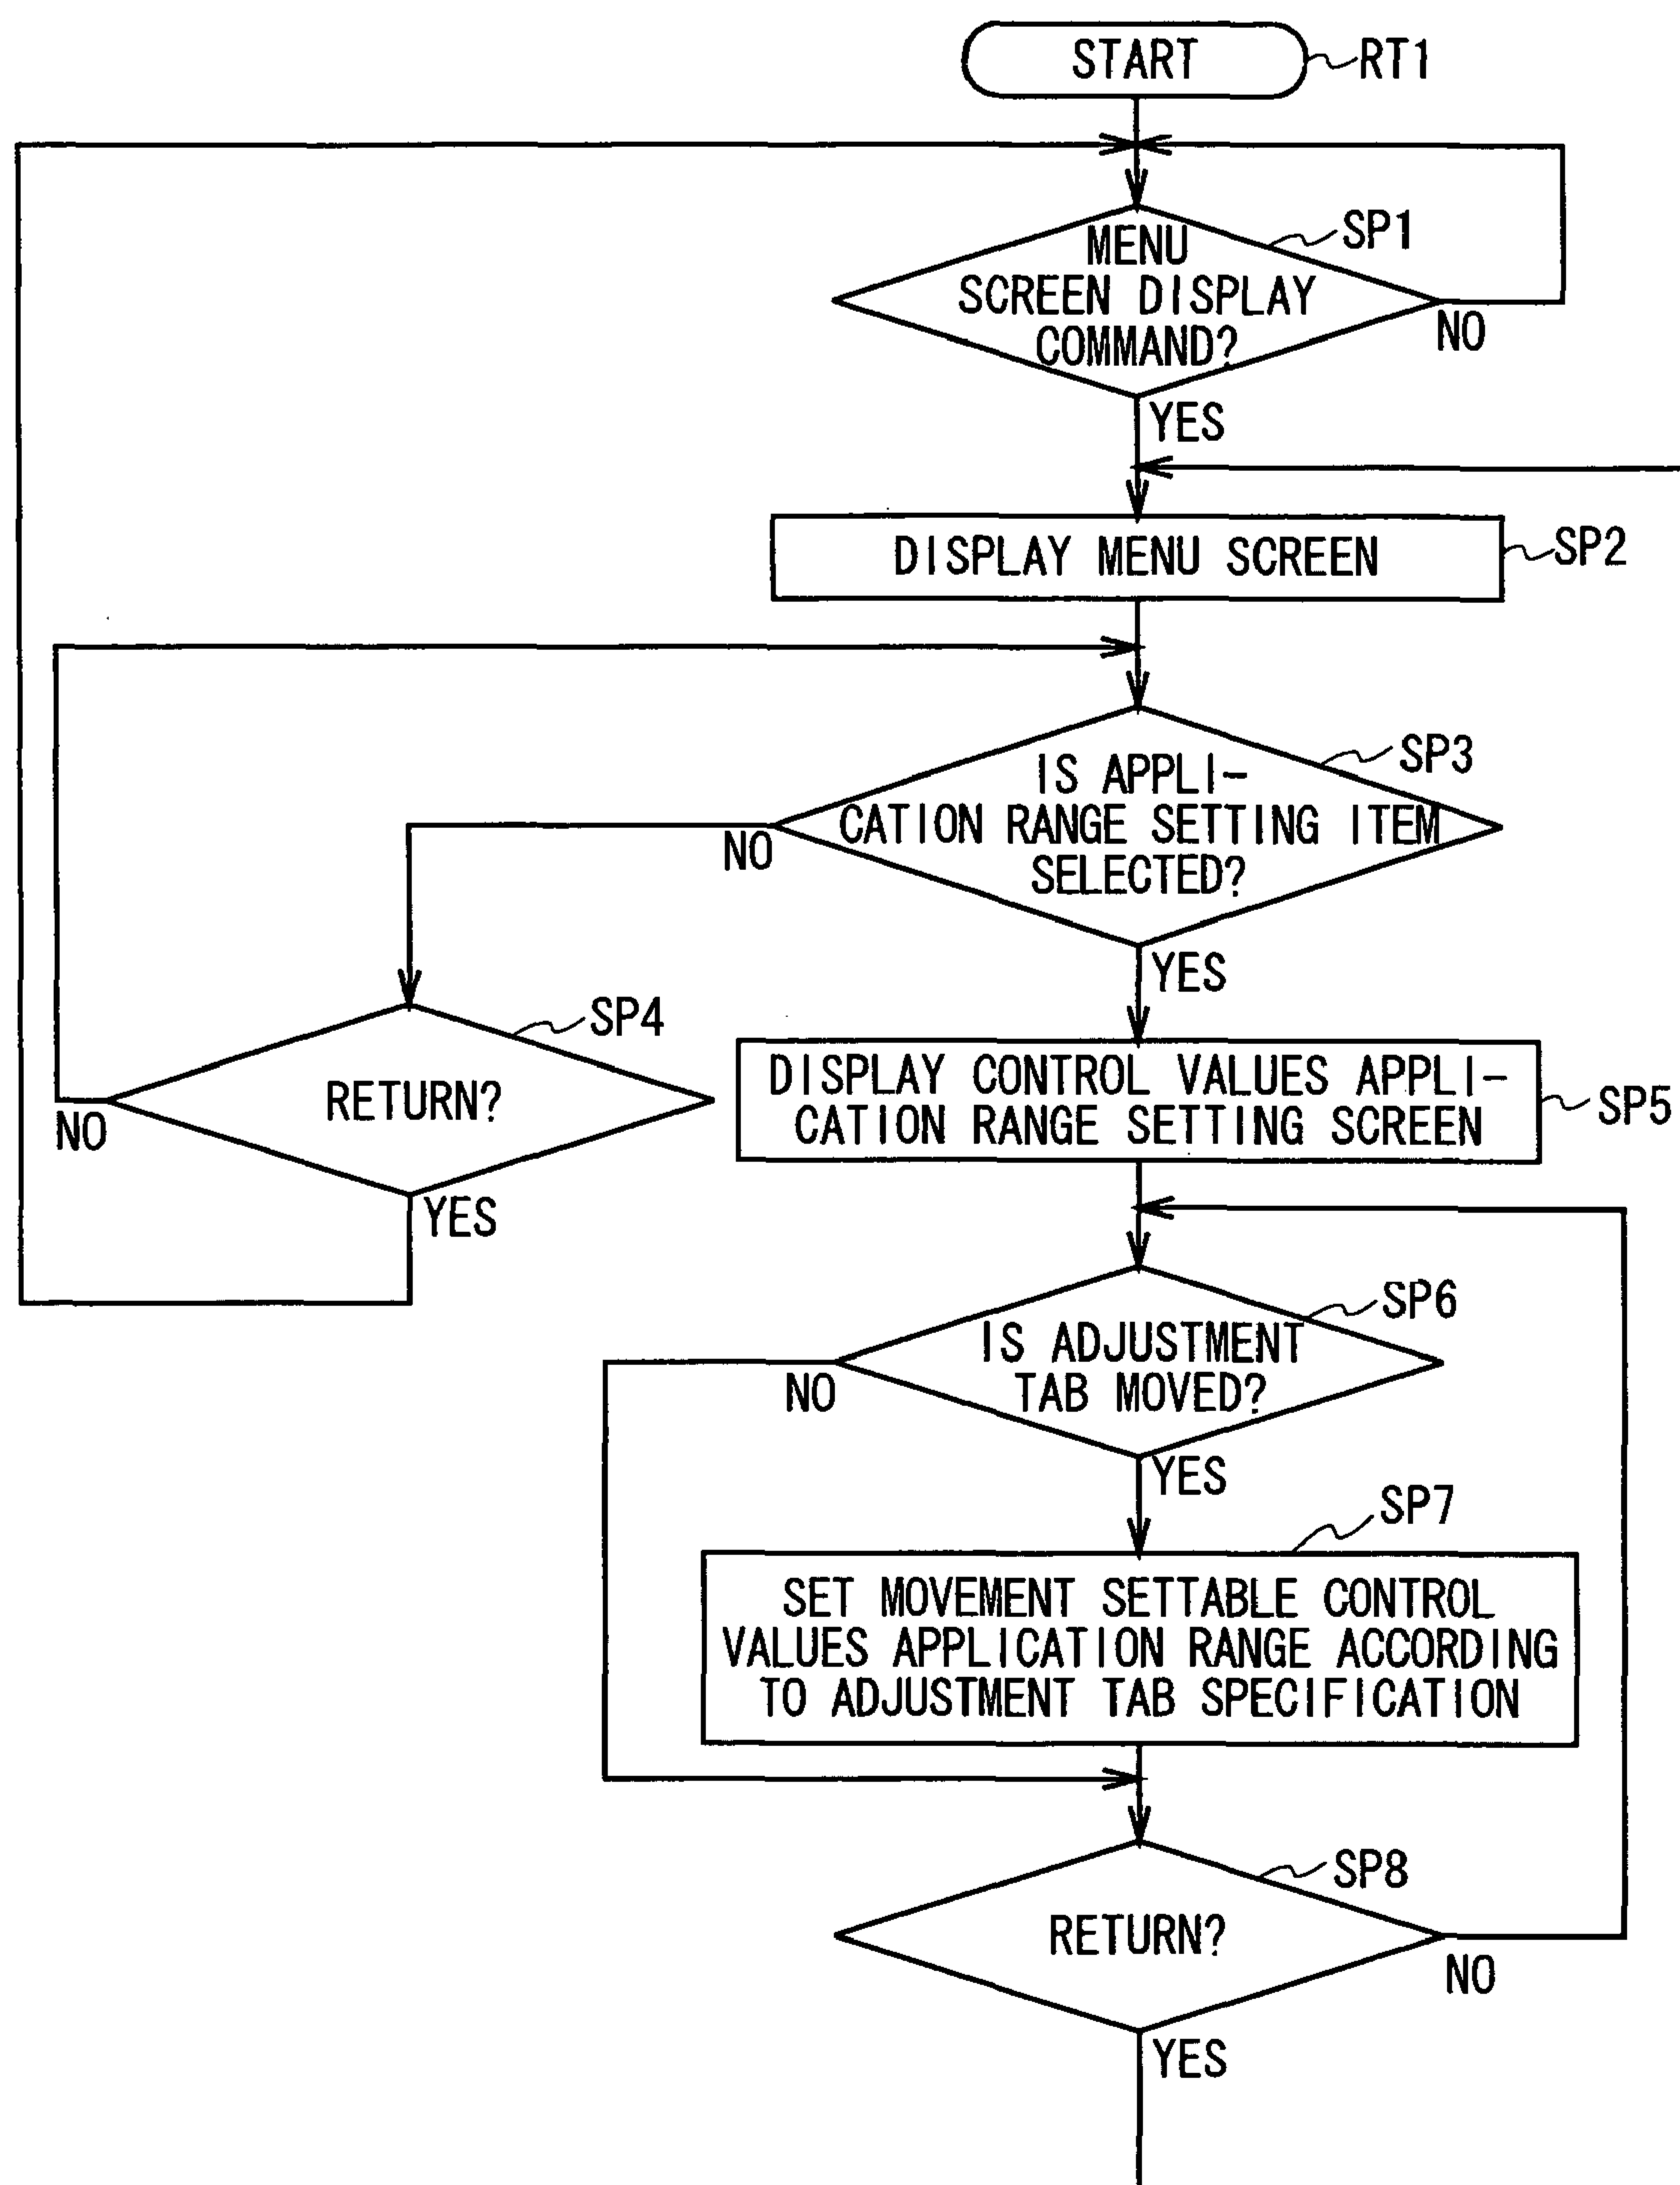 START
RT1
SP1
MENU
SCREEN DISPLAY
COMMAND?
NO
YES
DISPLAY MENU SCREEN
SP2
SP3
IS APPLI-
CATION RANGE SETTING ITEM
SELECTED?
NO
YES
SP4
RETURN?
NO
YES
DISPLAY CONTROL VALUES APPLI-
CATION RANGE SETTING SCREEN
SP5
SP6
IS ADJUSTMENT
TAB MOVED?
NO
YES
SP7
SET MOVEMENT SETTABLE CONTROL
VALUES APPLICATION RANGE ACCORDING
TO ADJUSTMENT TAB SPECIFICATION
SP8
RETURN?
NO
YES